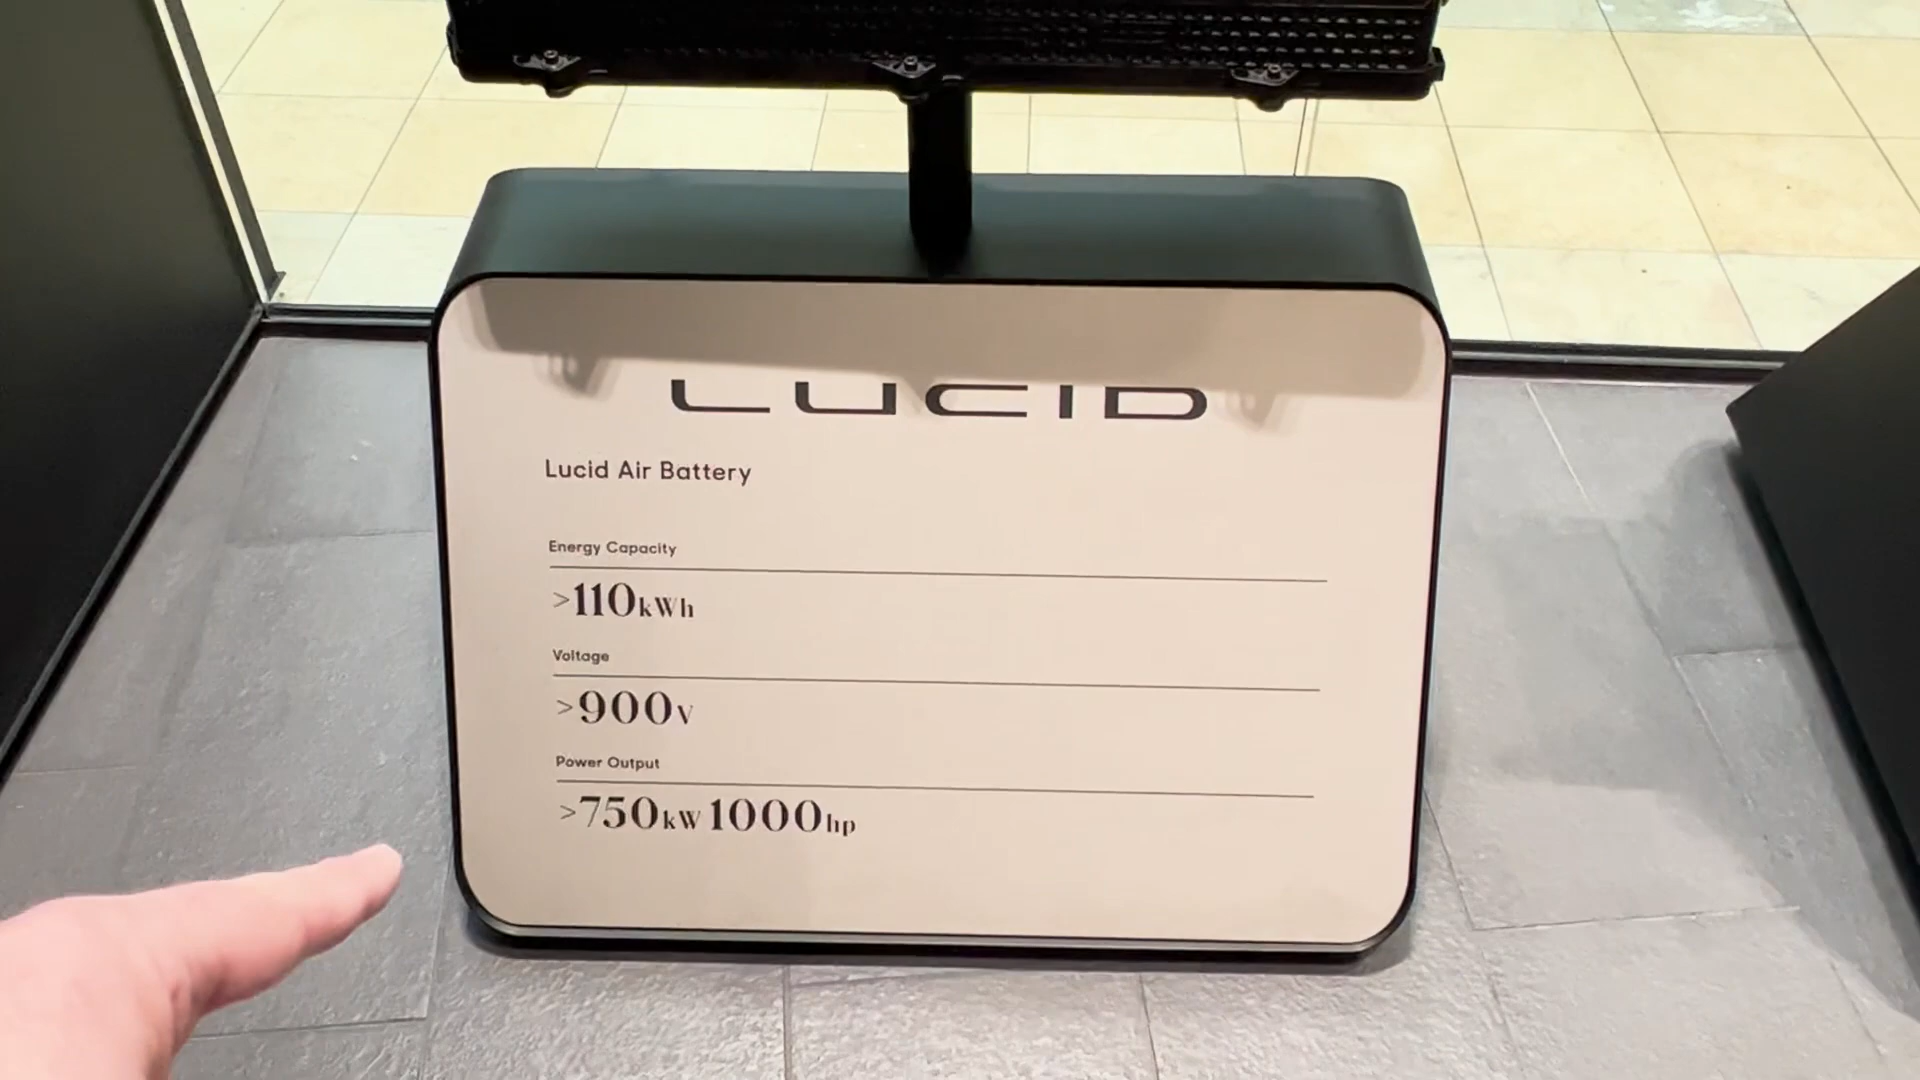 LUCID
Lucid Air Battery
Energy Capacity
>110kWh
Voltage
>900V
Power Output
>750kW 1000hp